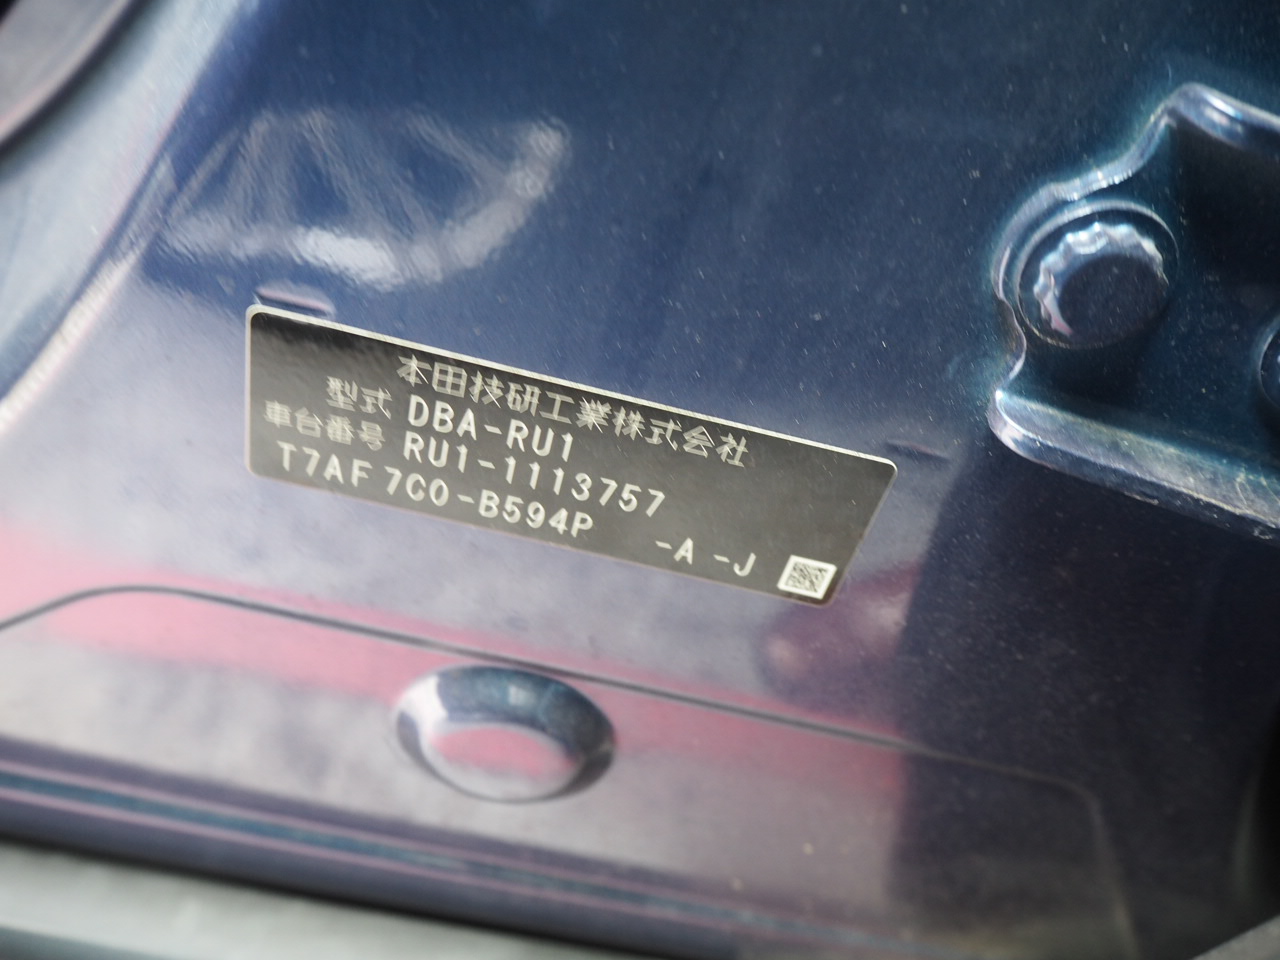 本田技研工業株式会社
型式 DBA-RU1
車台番号 RU1-1113757
T7AF 7C0-B594P -A -J